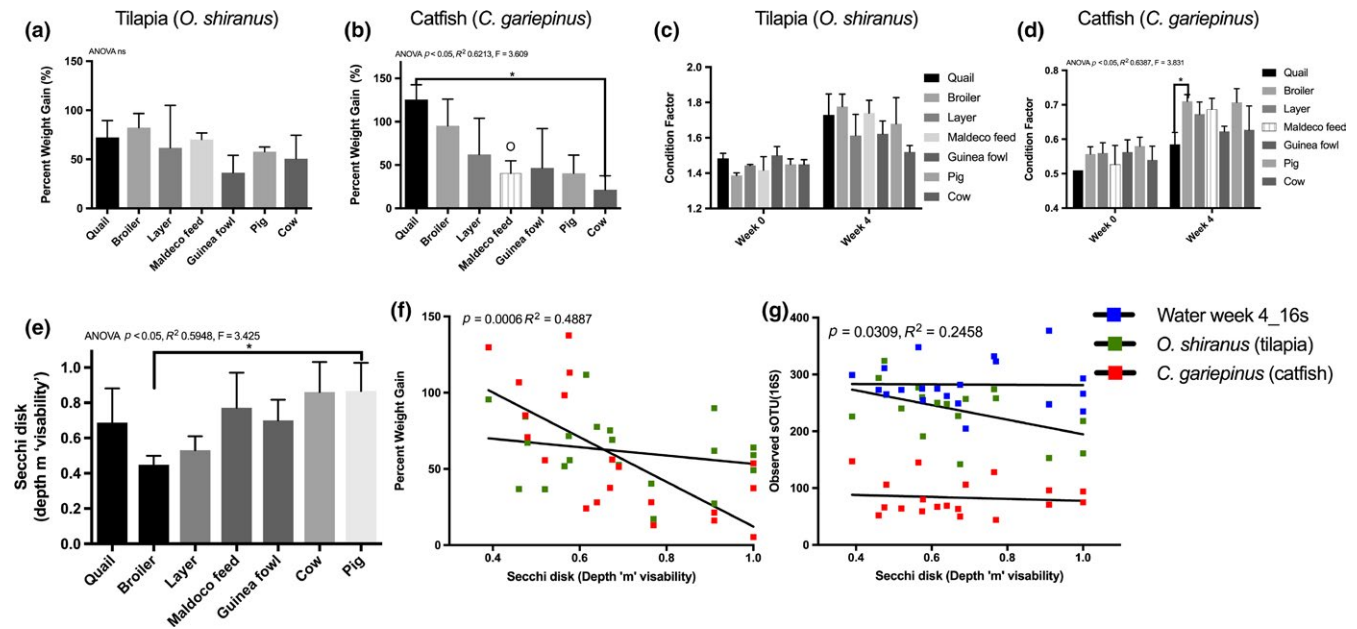 Tilapia (O. shiranus)
(a)
ANOVA ns
Percent Weight Gain (%)
150
100
50
0
Quail
Broiler
Layer
Maldeco feed
Guinea fowl
Pig
Cow
Catfish (C. gariepinus)
(b)
ANOVA p < 0.05, R² 0.6213, F = 3.609
*
Percent Weight Gain (%)
150
100
50
0
O
Quail
Broiler
Layer
Maldeco feed
Guinea fowl
Pig
Cow
Tilapia (O. shiranus)
(c)
Condition Factor
2.0
1.8
1.6
1.4
1.2
Week 0
Week 4
Quail
Broiler
Layer
Maldeco feed
Guinea fowl
Pig
Cow
Catfish (C. gariepinus)
(d)
ANOVA p < 0.05, R² 0.6387, F = 3.831
*
Condition Factor
0.8
0.7
0.6
0.5
0.4
Week 0
Week 4
Quail
Broiler
Layer
Maldeco feed
Guinea fowl
Pig
Cow
(e)
ANOVA p <0.05, R² 0.5948, F = 3.425
*
Secchi disk
(depth m 'visability')
1.0
0.8
0.6
0.4
0.2
0.0
Quail
Broiler
Layer
Maldoco feed
Guinea fowl
Cow
Pig
(f)
p = 0.0006 R² = 0.4887
Percent Weight Gain
150
100
50
0
0.4
0.6
0.8
1.0
Secchi disk (Depth 'm' visability)
(g)
p = 0.0309, R² = 0.2458
Observed sOTU(16S)
400
300
200
100
0
0.4
0.6
0.8
1.0
Secchi disk (Depth 'm' visability)
Water week 4_16s
O. shiranus (tilapia)
C. gariepinus (catfish)